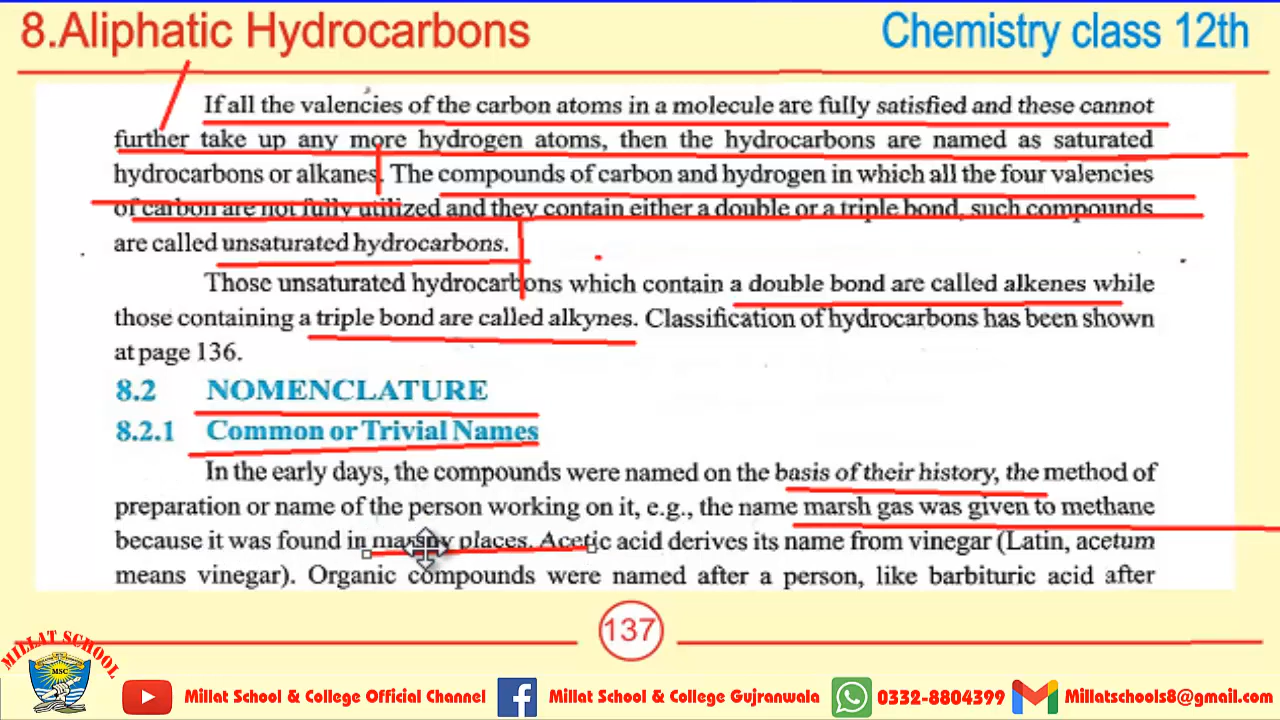 8.Aliphatic Hydrocarbons
Chemistry class 12th
If all the valencies of the carbon atoms in a molecule are fully satisfied and these cannot
further take up any more hydrogen atoms, then the hydrocarbons are named as saturated
hydrocarbons or alkanes. The compounds of carbon and hydrogen in which all the four valencies
of carbon are not fully utilized and they contain either a double or a triple bond, such compounds
are called unsaturated hydrocarbons.
Those unsaturated hydrocarbons which contain a double bond are called alkenes while
those containing a triple bond are called alkynes. Classification of hydrocarbons has been shown
at page 136.
8.2 NOMENCLATURE
8.2.1 Common or Trivial Names
In the early days, the compounds were named on the basis of their history, the method of
preparation or name of the person working on it, e.g., the name marsh gas was given to methane
because it was found in marshy places. Acetic acid derives its name from vinegar (Latin, acetum
means vinegar). Organic compounds were named after a person, like barbituric acid after
137
MILLAT SCHOOL
MSC
Millat School & College Official Channel
Millat School & College Gujranwala
0332-8804399
Millatschools8@gmail.com